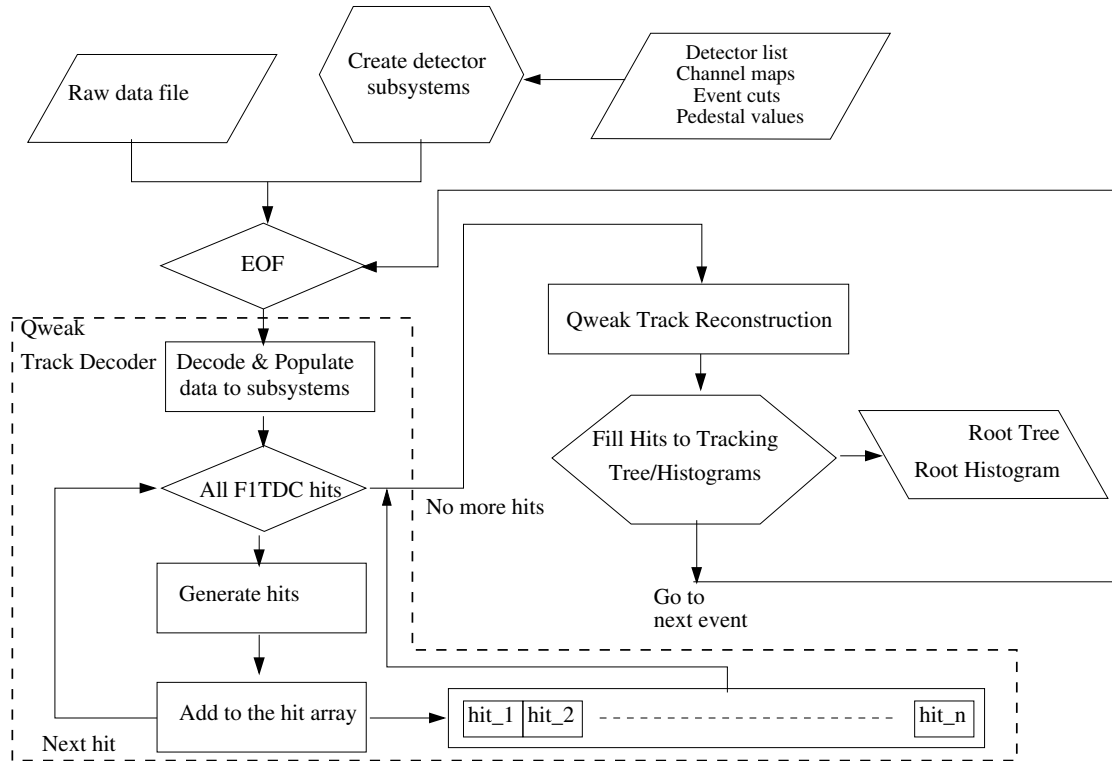 Raw data file
Create detector
subsystems
Detector list
Channel maps
Event cuts
Pedestal values
EOF
Qweak
Track Decoder
Decode & Populate
data to subsystems
All F1TDC hits
No more hits
Generate hits
Add to the hit array
Next hit
hit_1
hit_2
hit_n
Qweak Track Reconstruction
Fill Hits to Tracking
Tree/Histograms
Root Tree
Root Histogram
Go to
next event